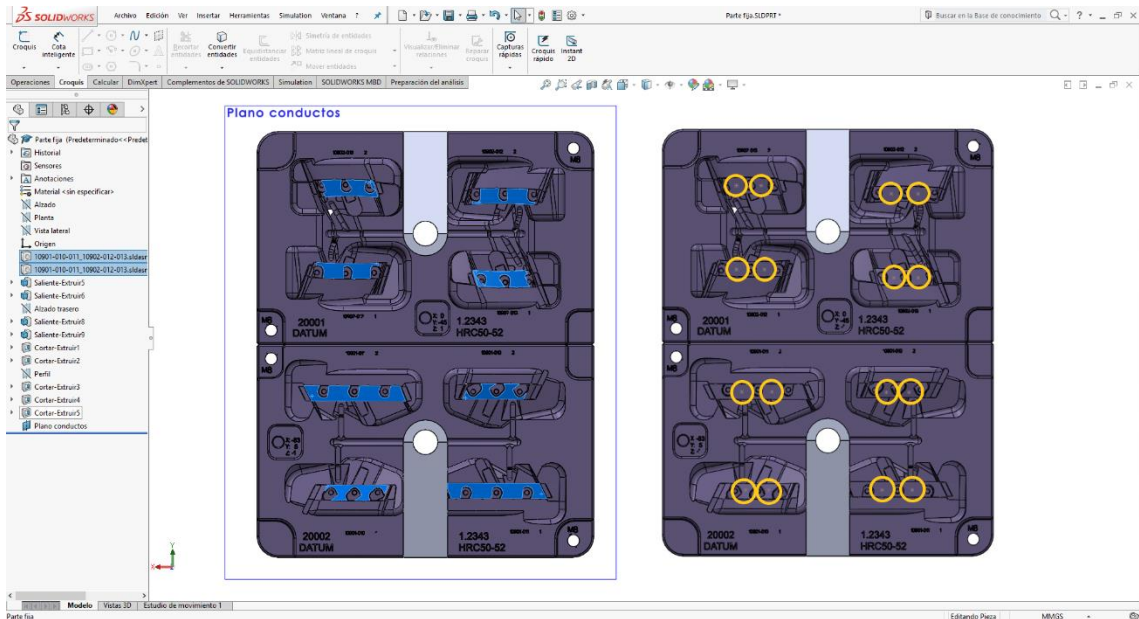 SOLIDWORKS
Archivo Edición Ver Insertar Herramientas Simulation Ventana ?
Parte fija.SLDPRT *
Buscar en la Base de conocimiento
Croquis
Cota inteligente
Recortar entidades
Convertir entidades
Equidistanciar entidades
Simetría de entidades
Matriz lineal de croquis
Mover entidades
Visualizar/Eliminar relaciones
Reparar croquis
Capturas rápidas
Croquis rápido
Instant 2D
Operaciones Croquis Calcular DimXpert Complementos de SOLIDWORKS Simulation SOLIDWORKS MBD Preparación del análisis
Parte fija (Predeterminado<<Predet
Historial
Sensores
Anotaciones
Material <sin especificar>
Alzado
Planta
Vista lateral
Origen
10901-010-011_10902-012-013.sldesr
10901-010-011_10902-012-013.sldesr
Saliente-Extruir5
Saliente-Extruir6
Alzado trasero
Saliente-Extruir8
Saliente-Extruir9
Cortar-Extruir1
Cortar-Extruir2
Perfil
Cortar-Extruir3
Cortar-Extruir4
Cortar-Extruir5
Plano conductos
Plano conductos
M8
M8
20001
DATUM
1.2343
HRC50-52
20002
DATUM
1.2343
HRC50-52
M8
M8
M8
20001
DATUM
1.2343
HRC50-52
M8
20002
DATUM
1.2343
HRC50-52
M8
Y
X
Modelo Vistas 3D Estudio de movimiento 1
Parte fija
Editando Pieza
MMGS